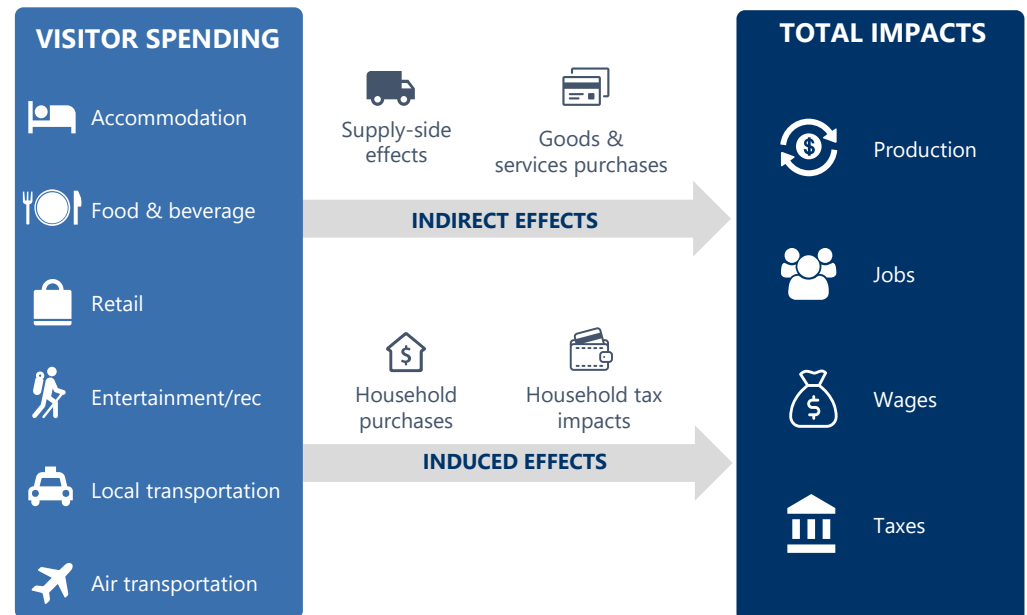 VISITOR SPENDING
Accommodation
Food & beverage
Retail
Entertainment/rec
Local transportation
Air transportation
Supply-side
effects
Goods &
services purchases
INDIRECT EFFECTS
Household
purchases
Household tax
impacts
INDUCED EFFECTS
TOTAL IMPACTS
$
Production
Jobs
$
Wages
Taxes